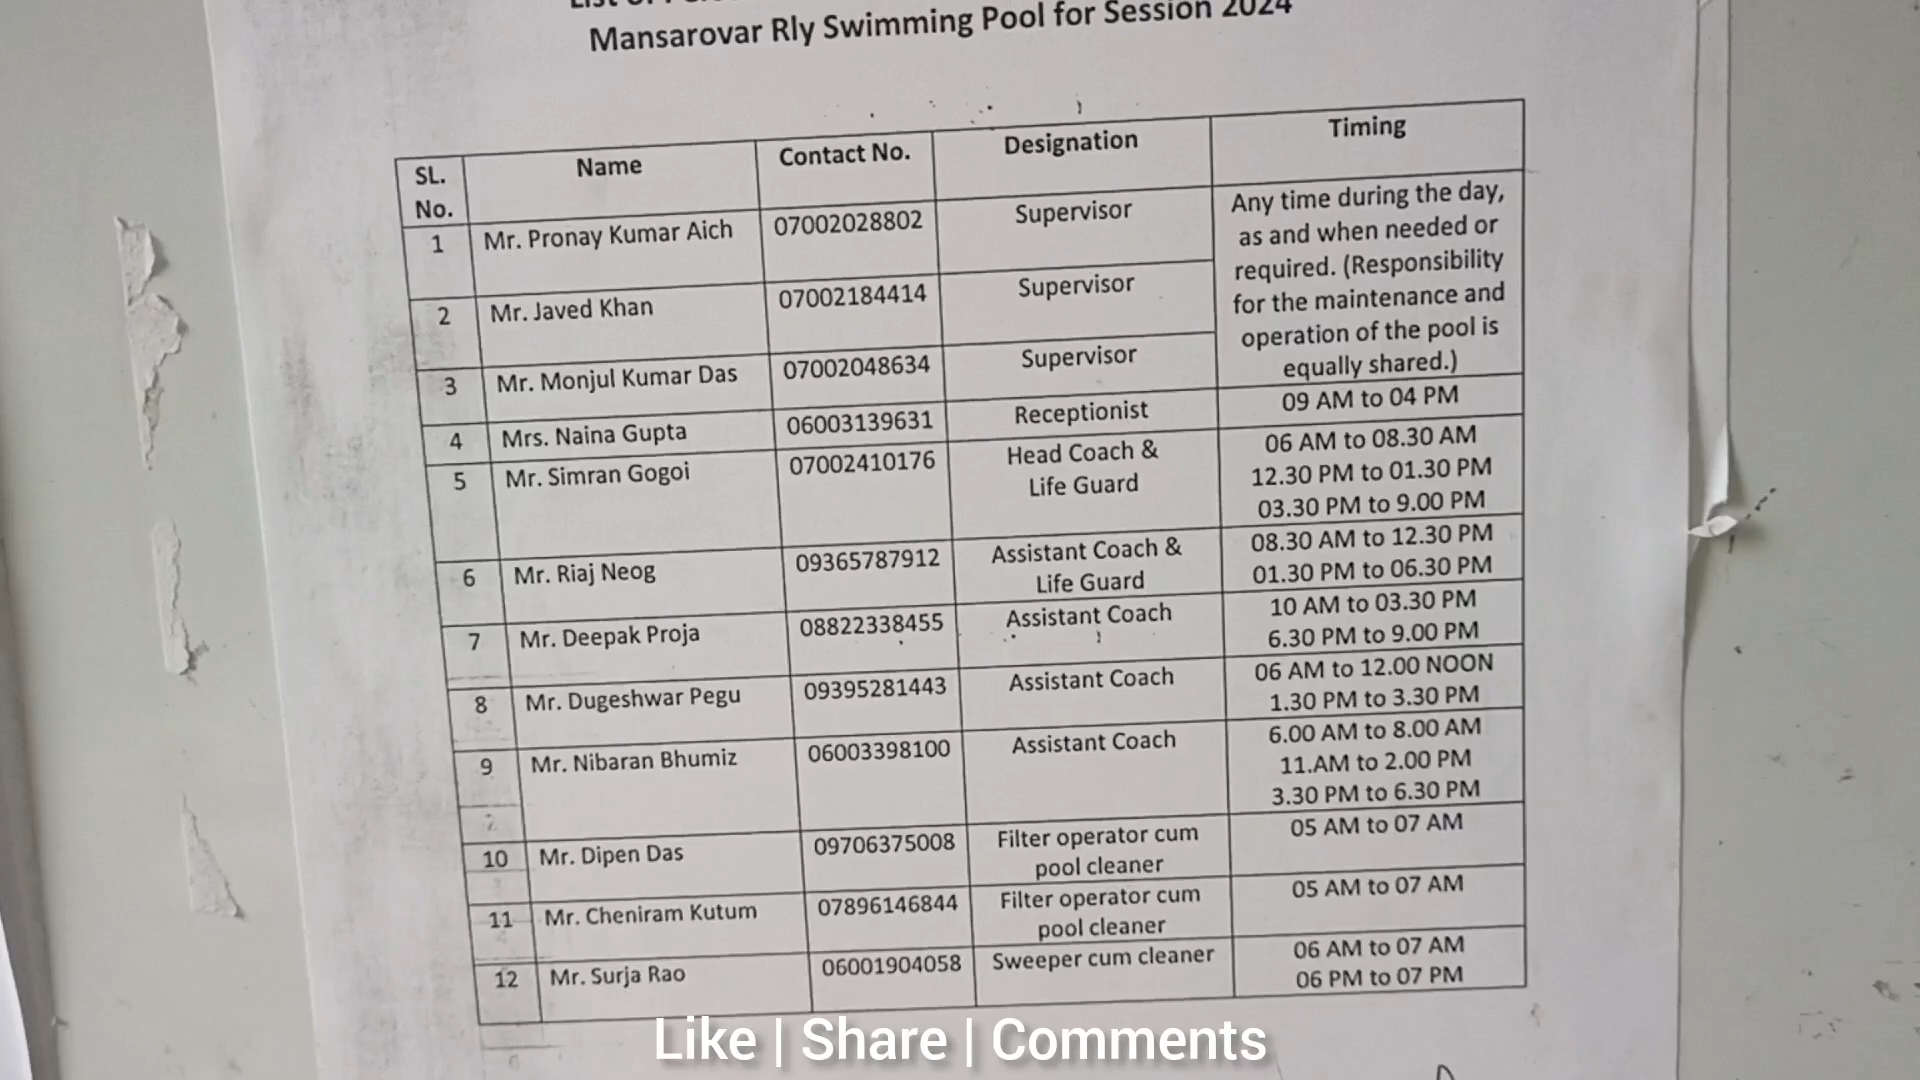 Mansarovar Rly Swimming Pool for Session 2024
SL. No. Name Contact No. Designation Timing
1 Mr. Pronay Kumar Aich 07002028802 Supervisor
2 Mr. Javed Khan 07002184414 Supervisor
3 Mr. Monjul Kumar Das 07002048634 Supervisor
Any time during the day,
as and when needed or
required. (Responsibility
for the maintenance and
operation of the pool is
equally shared.)
4 Mrs. Naina Gupta 06003139631 Receptionist 09 AM to 04 PM
5 Mr. Simran Gogoi 07002410176 Head Coach &
Life Guard
06 AM to 08.30 AM
12.30 PM to 01.30 PM
03.30 PM to 9.00 PM
6 Mr. Riaj Neog 09365787912 Assistant Coach &
Life Guard
08.30 AM to 12.30 PM
01.30 PM to 06.30 PM
7 Mr. Deepak Proja 08822338455 Assistant Coach
10 AM to 03.30 PM
6.30 PM to 9.00 PM
8 Mr. Dugeshwar Pegu 09395281443 Assistant Coach
06 AM to 12.00 NOON
1.30 PM to 3.30 PM
9 Mr. Nibaran Bhumiz 06003398100 Assistant Coach
6.00 AM to 8.00 AM
11.AM to 2.00 PM
3.30 PM to 6.30 PM
10 Mr. Dipen Das 09706375008 Filter operator cum
pool cleaner
05 AM to 07 AM
11 Mr. Cheniram Kutum 07896146844 Filter operator cum
pool cleaner
05 AM to 07 AM
12 Mr. Surja Rao 06001904058 Sweeper cum cleaner
06 AM to 07 AM
06 PM to 07 PM
Like | Share | Comments